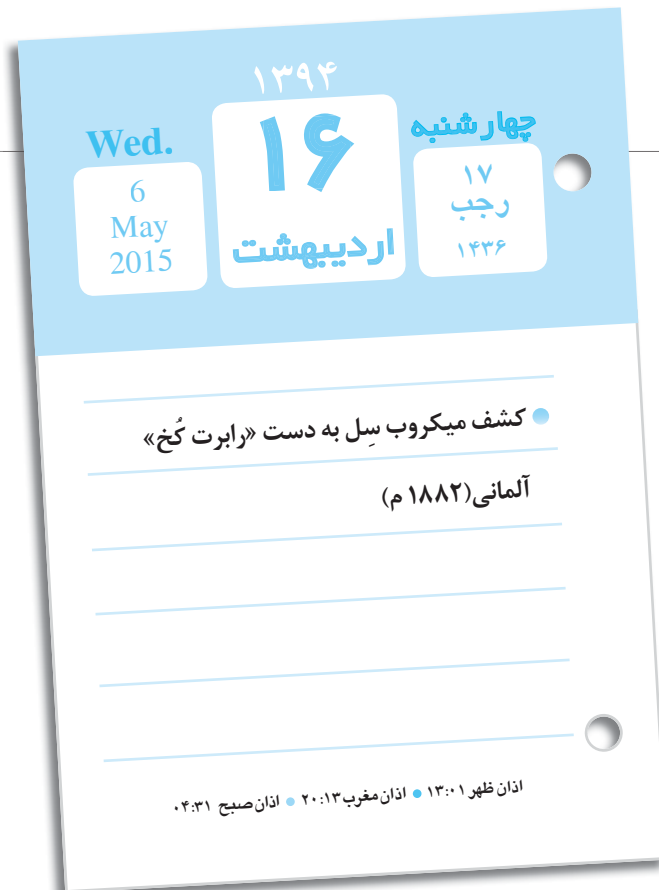 ۱۳۹۴
چهارشنبه
۱۷
رجب
۱۴۳۶
۱۶
اردیبهشت
Wed.
6
May
2015
کشف میکروب سِل به دست «رابرت کُخ»
آلمانی(۱۸۸۲ م)
اذان ظهر ۱۳:۰۱ اذان مغرب ۲۰:۱۳ اذان صبح ۰۴:۳۱